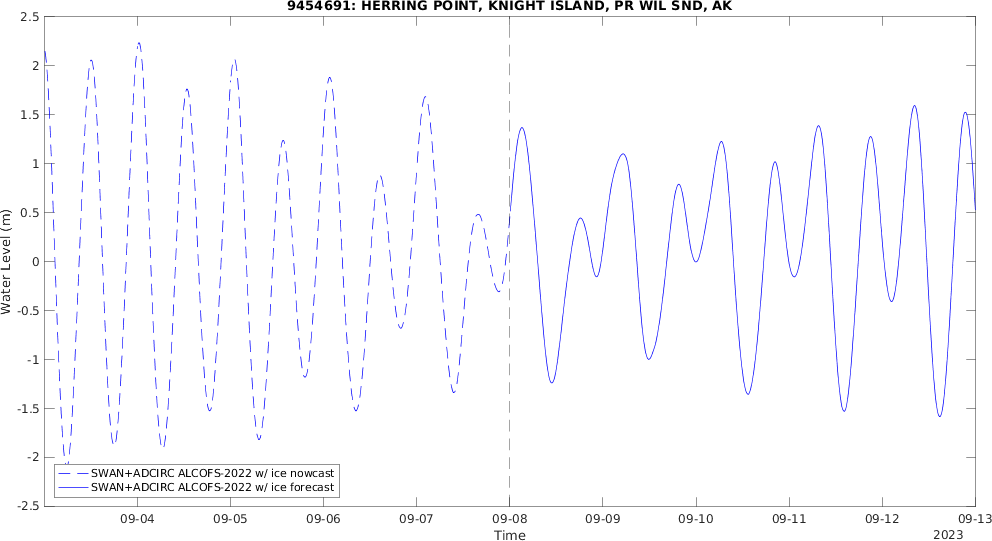 9454691: HERRING POINT, KNIGHT ISLAND, PR WIL SND, AK
2.5
2
1.5
1
0.5
0
-0.5
-1
-1.5
-2
-2.5
Water Level (m)
SWAN+ADCIRC ALCOFS-2022 w/ ice nowcast
SWAN+ADCIRC ALCOFS-2022 w/ ice forecast
09-04 09-05 09-06 09-07 09-08 09-09 09-10 09-11 09-12 09-13
Time
2023